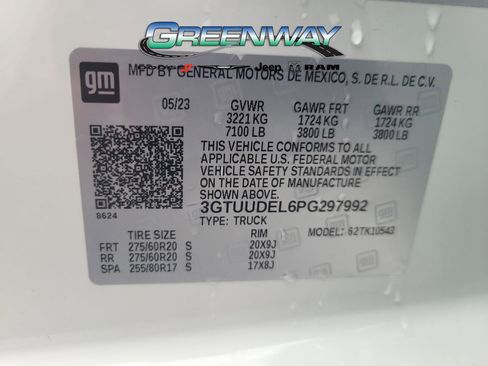 GREENWAY
Jeep RAM
gm
MFD BY GENERAL MOTORS DE MEXICO, S. DE R.L. DE C.V.
05/23 GVWR GAWR FRT GAWR RR
3221 KG 1724 KG 1724 KG
7100 LB 3800 LB 3800 LB
THIS VEHICLE CONFORMS TO ALL
APPLICABLE U.S. FEDERAL MOTOR
VEHICLE SAFETY STANDARDS IN EFFECT
ON THE DATE OF MANUFACTURE SHOWN ABOVE.
3GTUUDEL6PG297992
8624 TYPE: TRUCK MODEL: 62TK10543
TIRE SIZE RIM
FRT 275/60R20 S 20X9J
RR 275/60R20 S 20X9J
SPA 255/80R17 S 17X8J